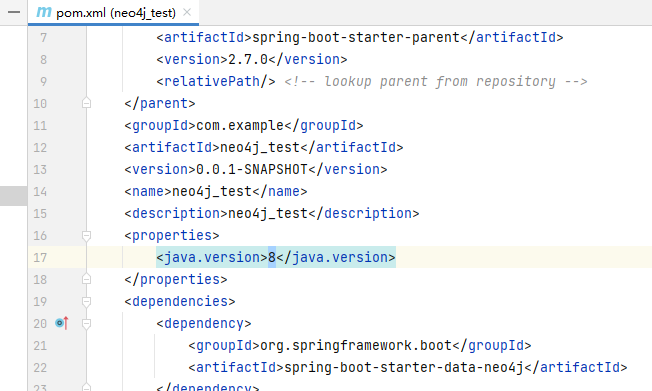 pom.xml (neo4j_test)
7 <artifactId>spring-boot-starter-parent</artifactId>
8 <version>2.7.0</version>
9 <relativePath/> <!-- lookup parent from repository -->
10 </parent>
11 <groupId>com.example</groupId>
12 <artifactId>neo4j_test</artifactId>
13 <version>0.0.1-SNAPSHOT</version>
14 <name>neo4j_test</name>
15 <description>neo4j_test</description>
16 <properties>
17 <java.version>8</java.version>
18 </properties>
19 <dependencies>
20 <dependency>
21 <groupId>org.springframework.boot</groupId>
22 <artifactId>spring-boot-starter-data-neo4j</artifactId>
23 </dependency>